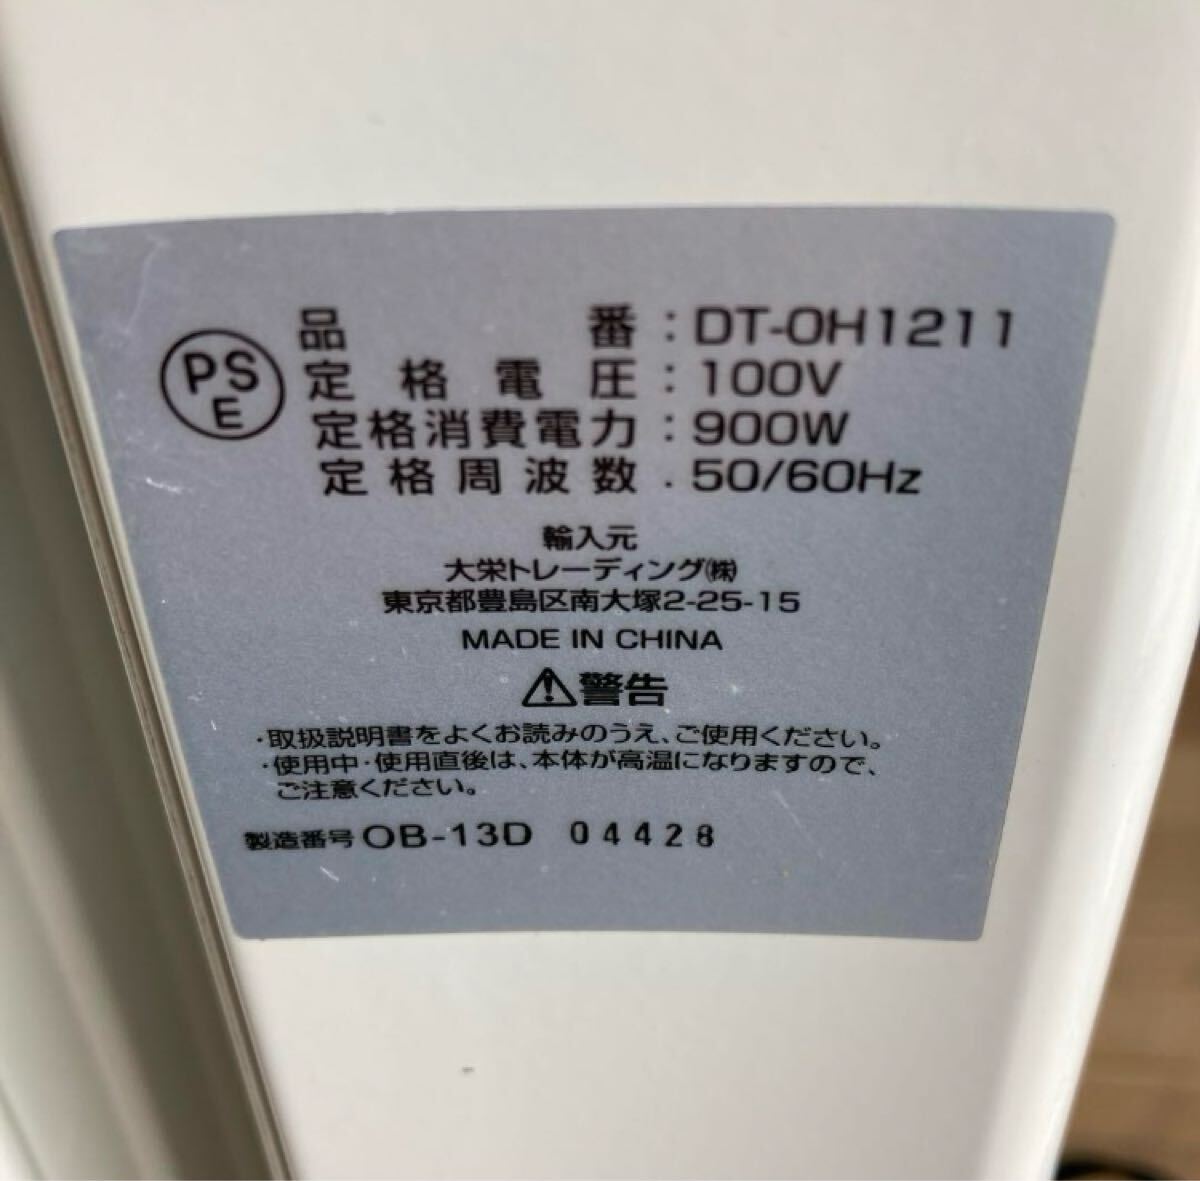 PS
E
品番:DT-OH1211
定格電圧:100V
定格消費電力:900W
定格周波数:50/60Hz
輸入元
大栄トレーディング㈱
東京都豊島区南大塚2-25-15
MADE IN CHINA
⚠警告
・取扱説明書をよくお読みのうえ、ご使用ください。
・使用中・使用直後は、本体が高温になりますので、
ご注意ください。
製造番号 OB-13D 04428